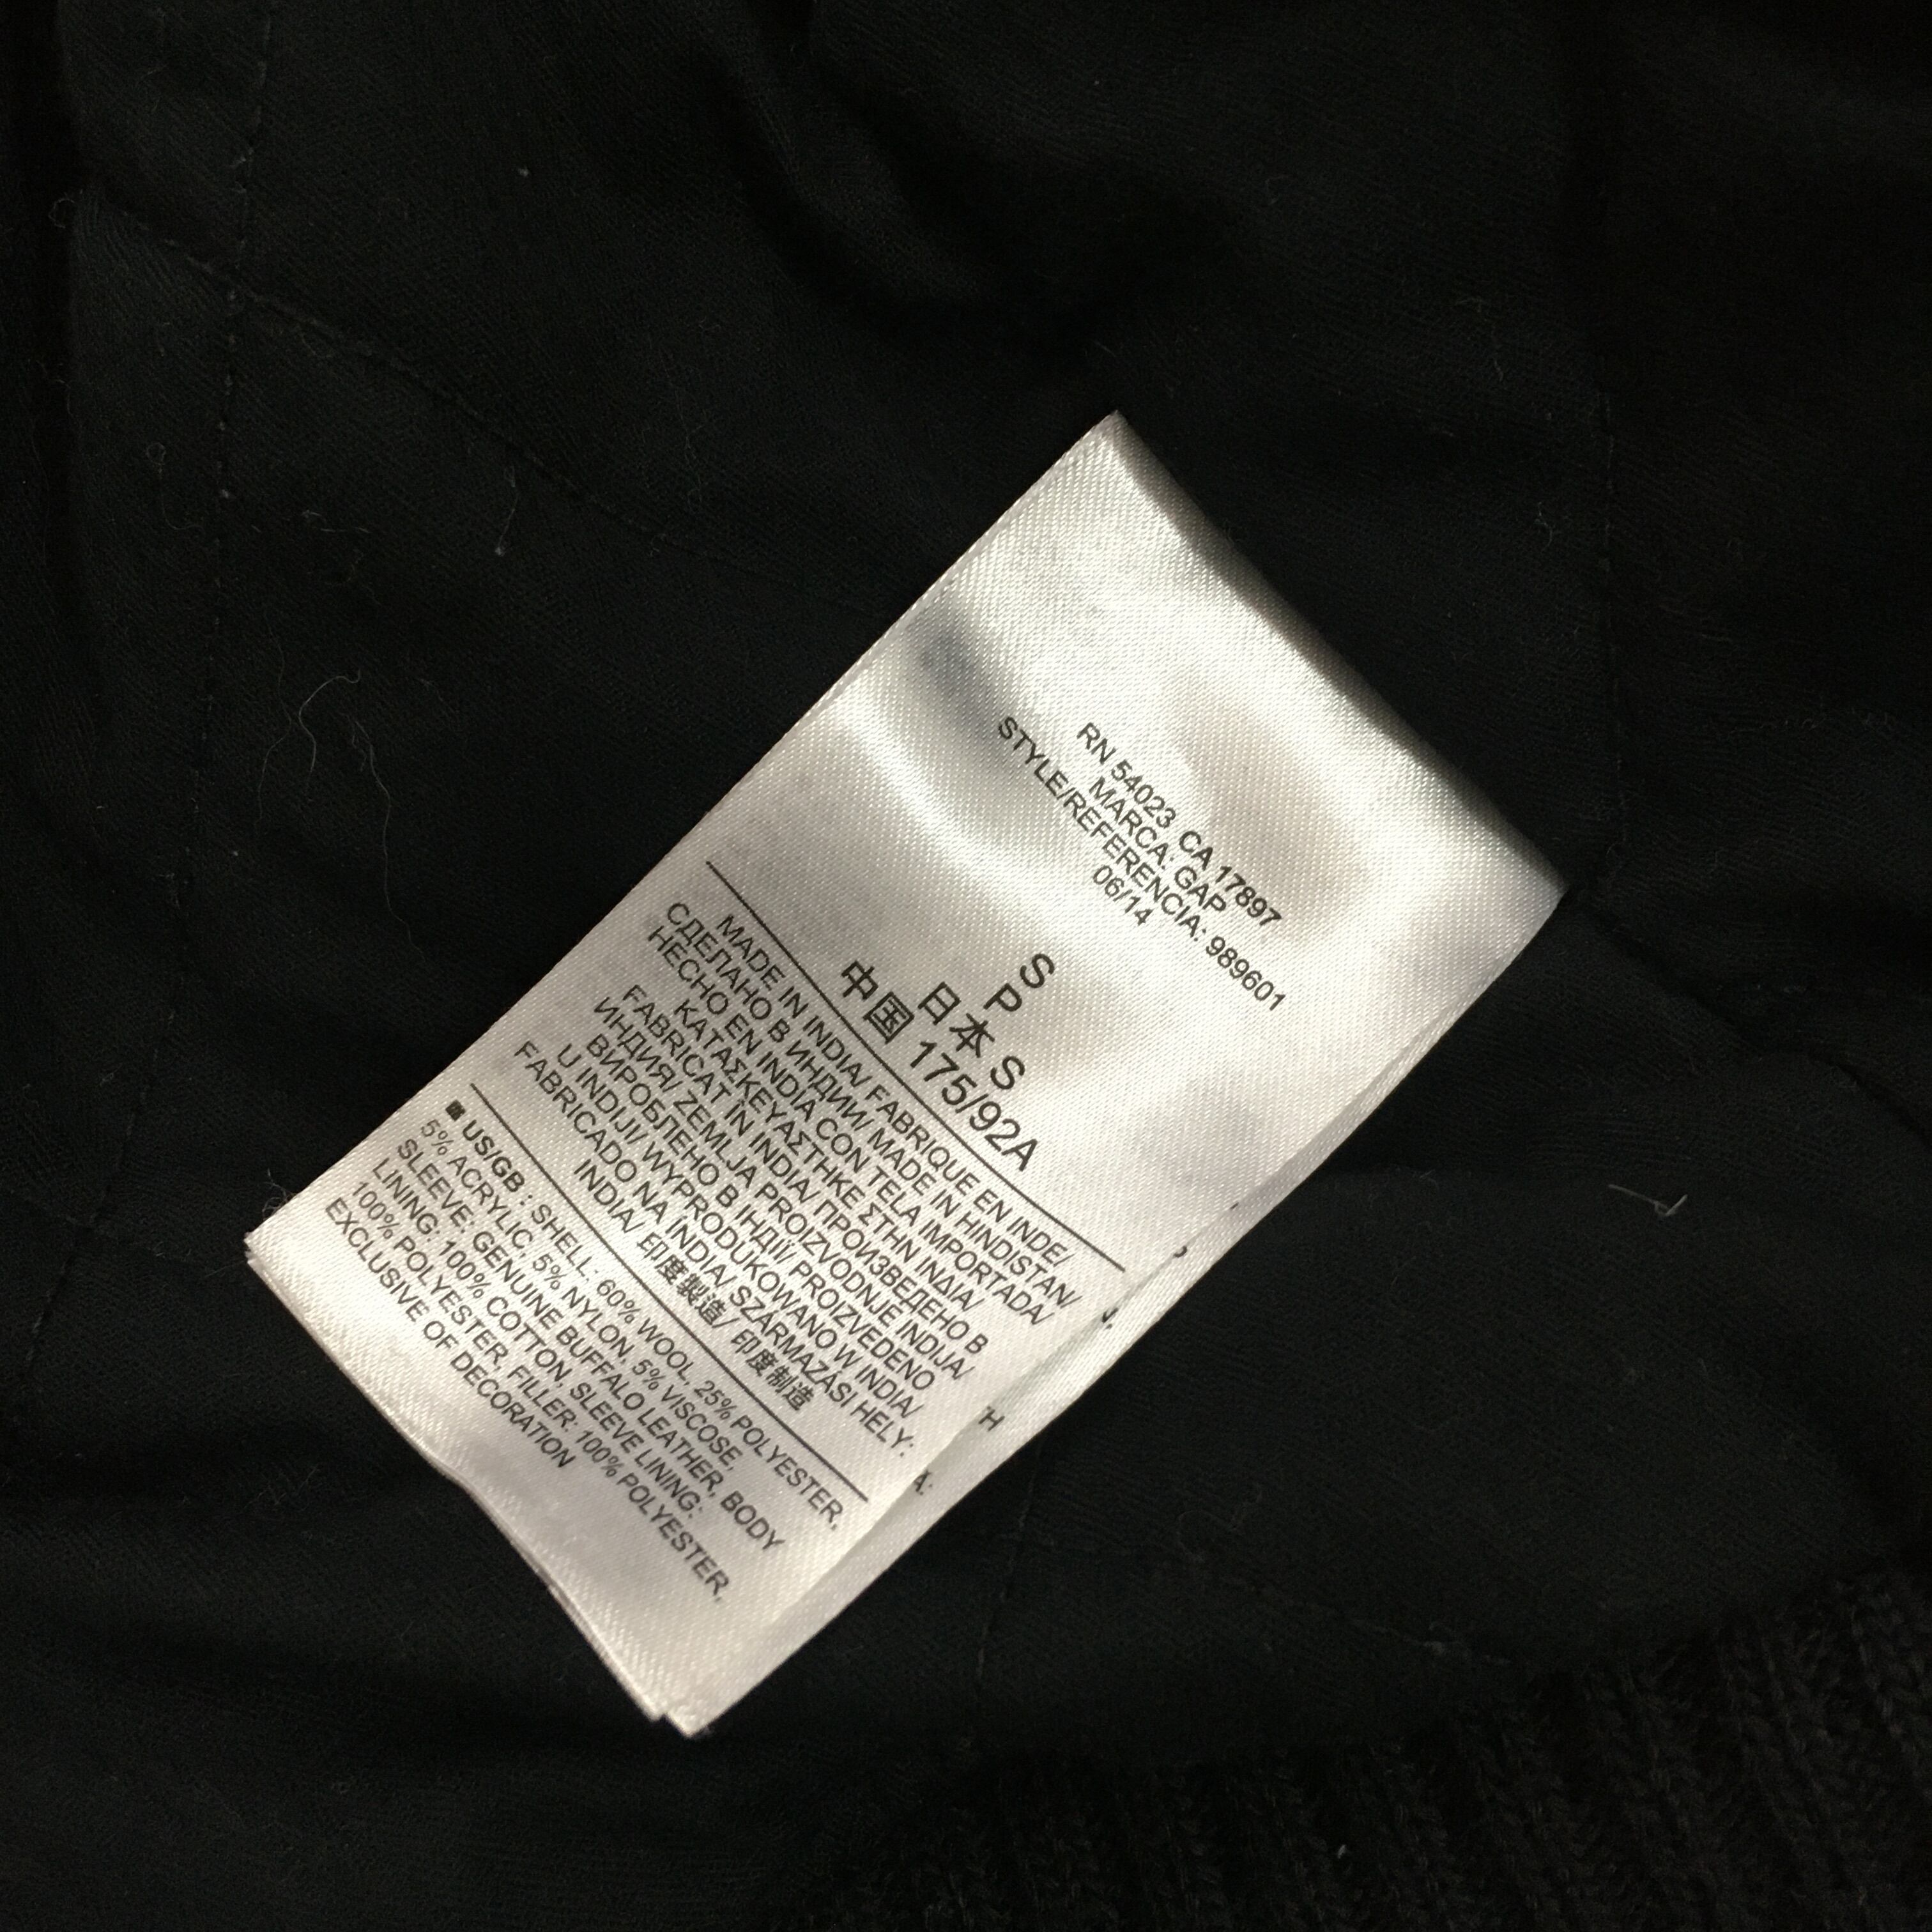 RN 54023 CA 17897
MARCA: GAP
STYLE/REFERENCIA: 989601
06/14
S
P
日本 S
中国 175/92A
MADE IN INDIA/ FABRIQUE EN INDE/
СДЕЛАНО В ИНДИИ/ MADE IN HINDISTAN/
HECHO EN INDIA CON TELA IMPORTADA/
ΚΑΤΑΣΚΕΥΑΣΤΗΚΕ ΣΤΗΝ ΙΝΔΙΑ/
FABRICAT ÎN INDIA/ ПРОИЗВЕДЕНО В
ИНДИЯ/ ZEMLJA PROIZVODNJE INDIJA/
ВИРОБЛЕНО В ІНДІЇ/ PROIZVEDENO
U INDIJI/ WYPRODUKOWANO W INDIA/
FABRICADO NA ÍNDIA/ SZÁRMAZÁSI HELY:
INDIA/ 印度製造/ 印度制造
■ US/GB : SHELL: 60% WOOL, 25% POLYESTER,
5% ACRYLIC, 5% NYLON, 5% VISCOSE,
SLEEVE: GENUINE BUFFALO LEATHER, BODY
LINING: 100% COTTON, SLEEVE LINING:
100% POLYESTER, FILLER: 100% POLYESTER,
EXCLUSIVE OF DECORATION